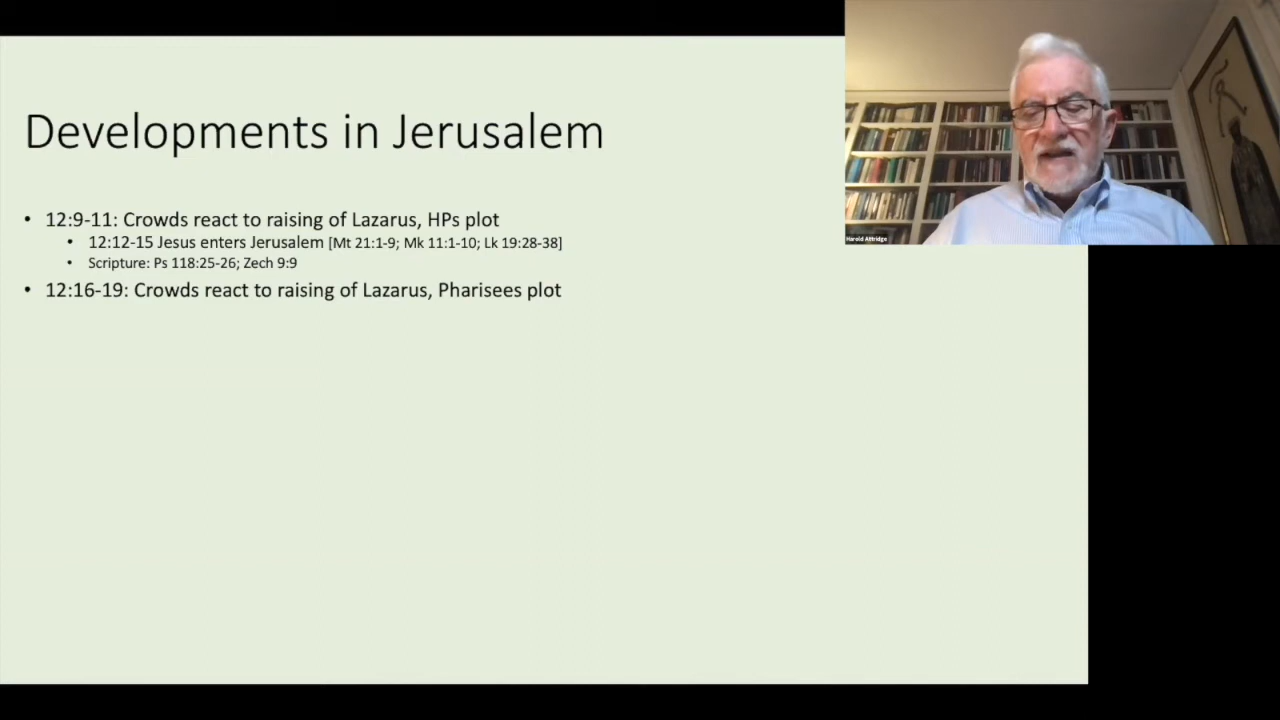 Developments in Jerusalem
• 12:9-11: Crowds react to raising of Lazarus, HPs plot
• 12:12-15 Jesus enters Jerusalem [Mt 21:1-9; Mk 11:1-10; Lk 19:28-38]
• Scripture: Ps 118:25-26; Zech 9:9
• 12:16-19: Crowds react to raising of Lazarus, Pharisees plot
Harold Attridge